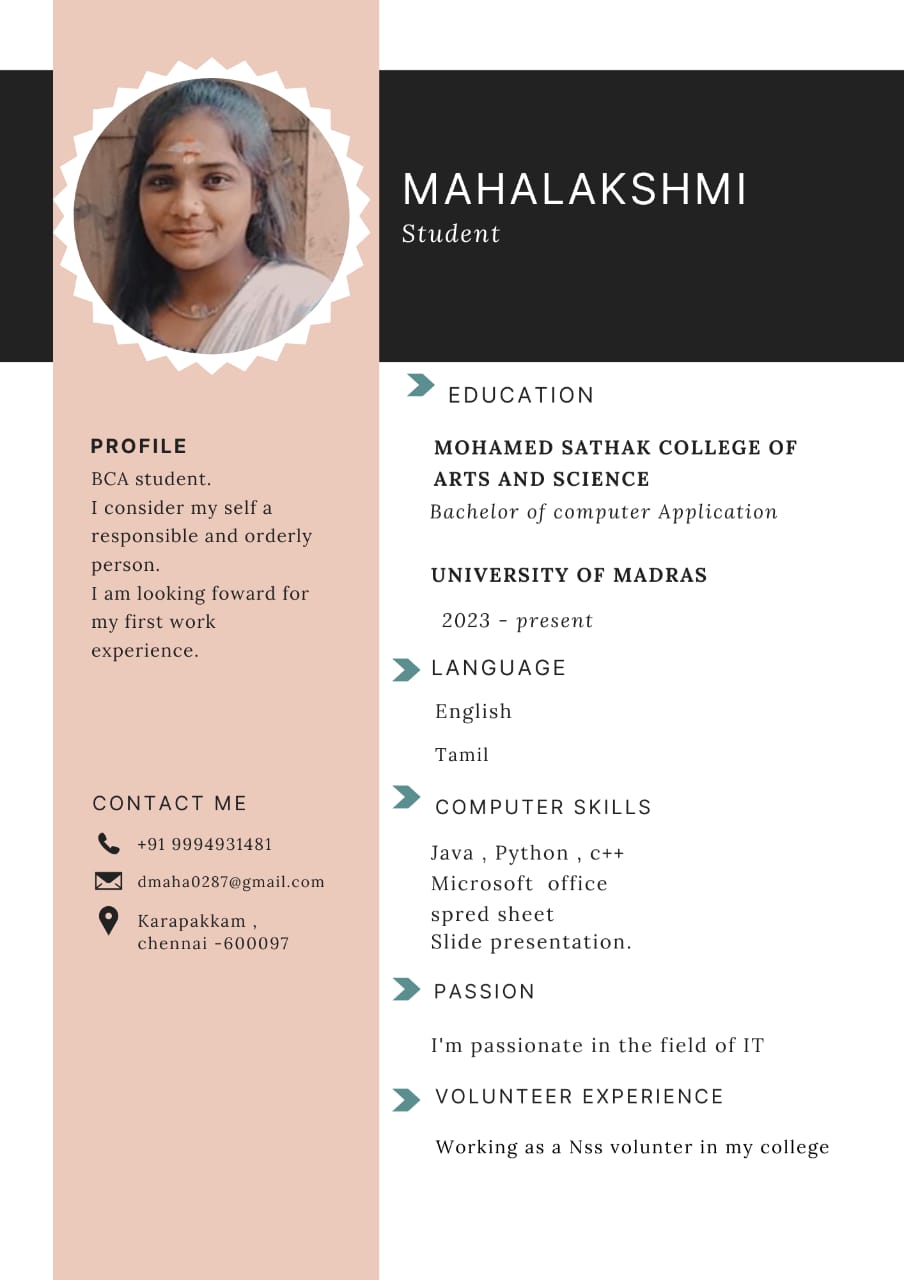 MAHALAKSHMI
Student
PROFILE
BCA student.
I consider my self a
responsible and orderly
person.
I am looking foward for
my first work
experience.
CONTACT ME
+91 9994931481
dmaha0287@gmail.com
Karapakkam ,
chennai -600097
EDUCATION
MOHAMED SATHAK COLLEGE OF
ARTS AND SCIENCE
Bachelor of computer Application
UNIVERSITY OF MADRAS
2023 - present
LANGUAGE
English
Tamil
COMPUTER SKILLS
Java , Python , c++
Microsoft  office
spred sheet
Slide presentation.
PASSION
I'm passionate in the field of IT
VOLUNTEER EXPERIENCE
Working as a Nss volunter in my college